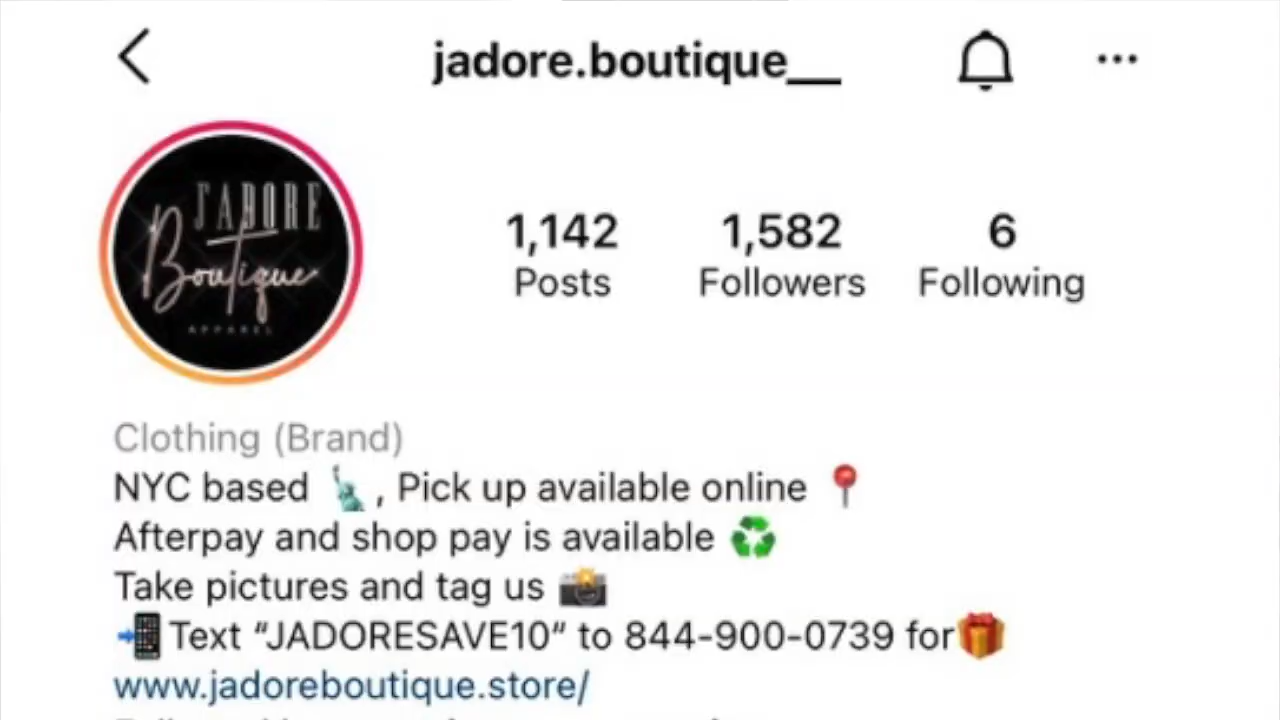 jadore.boutique__
J'ADORE
Boutique
APPAREL
1,142 1,582 6
Posts Followers Following
Clothing (Brand)
NYC based 🗽, Pick up available online 📍
Afterpay and shop pay is available ♻️
Take pictures and tag us 📸
📲Text “JADORESAVE10” to 844-900-0739 for🎁
www.jadoreboutique.store/